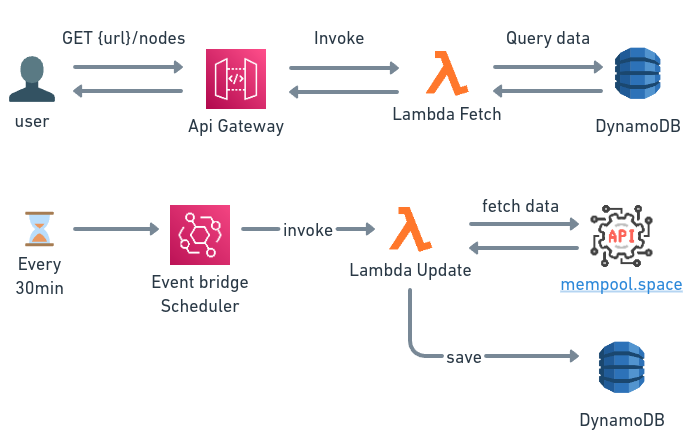 GET {url}/nodes
Invoke
Query data
user
Api Gateway
Lambda Fetch
DynamoDB
Every
30min
Event bridge
Scheduler
invoke
Lambda Update
fetch data
API
mempool.space
save
DynamoDB